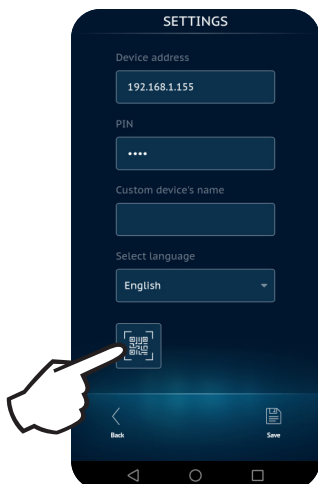 SETTINGS
Device address
192.168.1.155
PIN
••••
Custom device's name
Select language
English
Back
Save